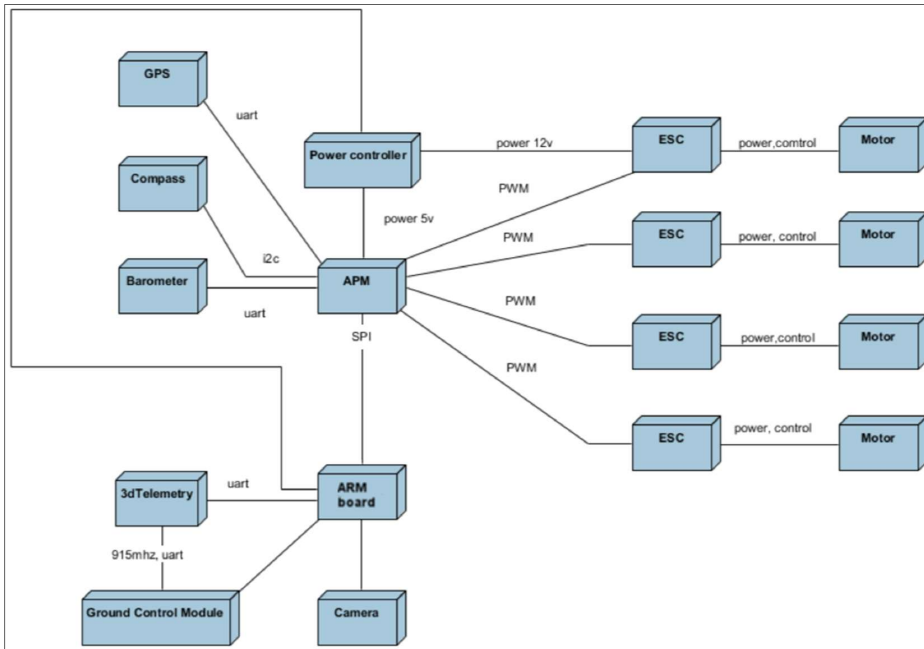 GPS
uart
Power controller
power 12v
ESC
power,comtrol
Motor
Compass
PWM
power 5v
PWM
ESC
power, control
Motor
i2c
Barometer
APM
uart
PWM
SPI
ESC
power,control
Motor
PWM
ESC
power, control
Motor
3dTelemetry
uart
ARM
board
915mhz, uart
Ground Control Module
Camera